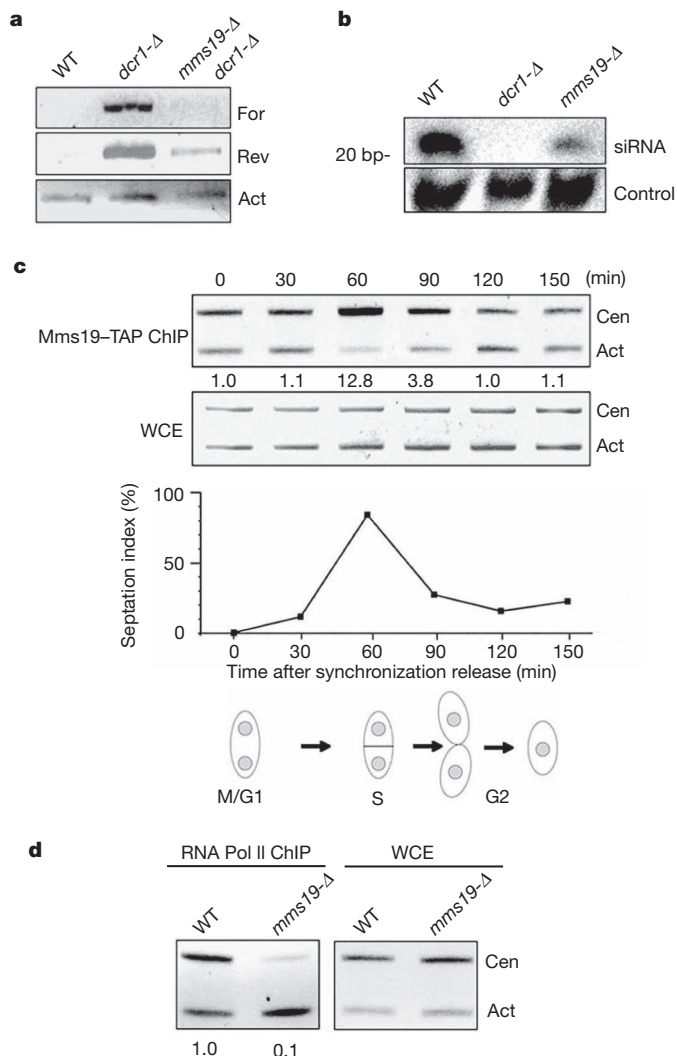 a
WT
dcr1-Δ
mms19-Δ
dcr1-Δ
For
Rev
Act
b
WT
dcr1-Δ
mms19-Δ
20 bp-
siRNA
Control
c
0 30 60 90 120 150 (min)
Mms19–TAP ChIP
Cen
Act
1.0 1.1 12.8 3.8 1.0 1.1
WCE
Cen
Act
Septation index (%)
100
50
0
0 30 60 90 120 150
Time after synchronization release (min)
M/G1 S G2
d
RNA Pol II ChIP WCE
WT
mms19-Δ
WT
mms19-Δ
Cen
Act
1.0 0.1